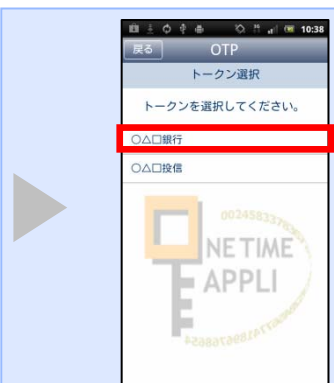 10:38
戻る OTP
トークン選択
トークンを選択してください。
○△□銀行
○△□投信
NE TIME
APPLI